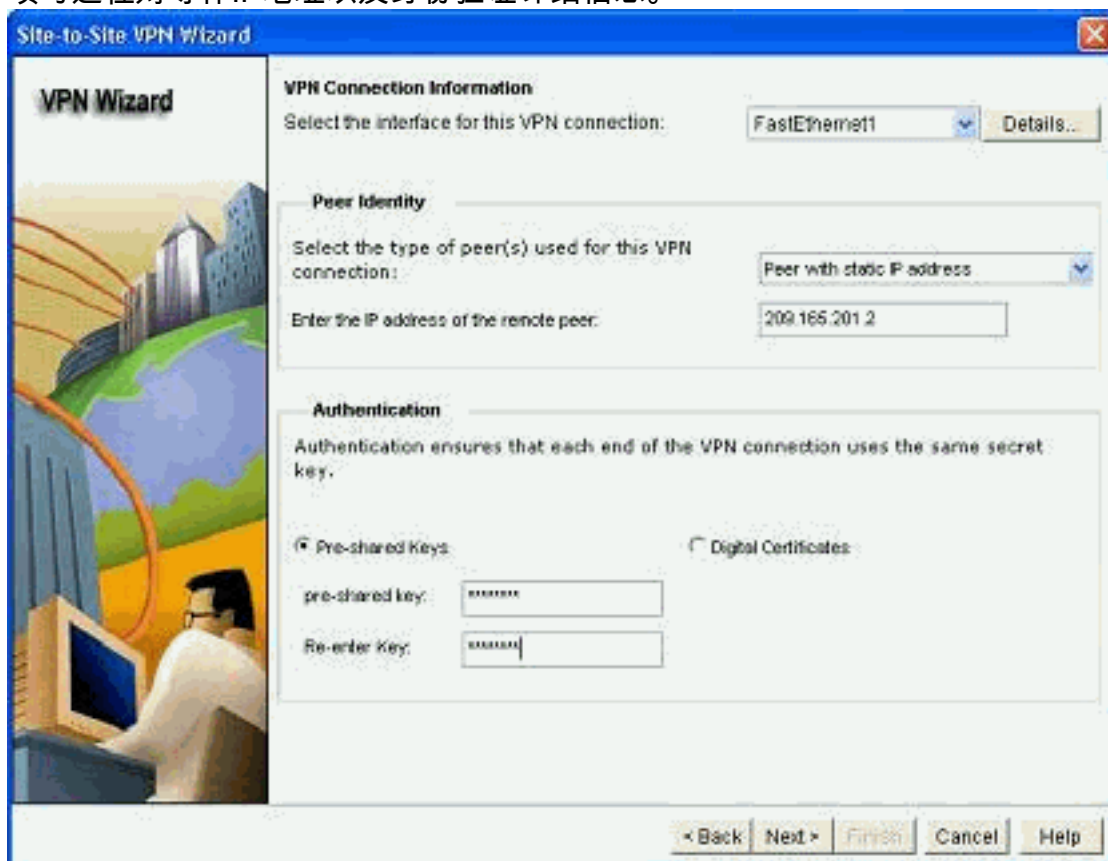 Site-to-Site VPN Wizard
VPN Wizard
VPN Connection Information
Select the interface for this VPN connection:
FastEthernet1
Details...
Peer Identity
Select the type of peer(s) used for this VPN
connection:
Peer with static IP address
Enter the IP address of the remote peer:
209.165.201.2
Authentication
Authentication ensures that each end of the VPN connection uses the same secret
key.
Pre-shared Keys
Digital Certificates
pre-shared key:
********
Re-enter Key:
********
< Back
Next >
Finish
Cancel
Help